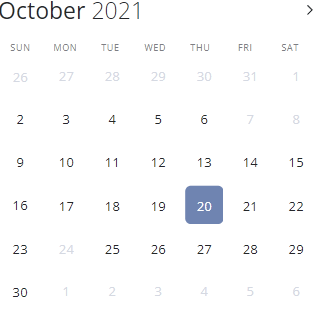 October 2021
SUN MON TUE WED THU FRI SAT
26 27 28 29 30 31 1
2 3 4 5 6 7 8
9 10 11 12 13 14 15
16 17 18 19 20 21 22
23 24 25 26 27 28 29
30 1 2 3 4 5 6